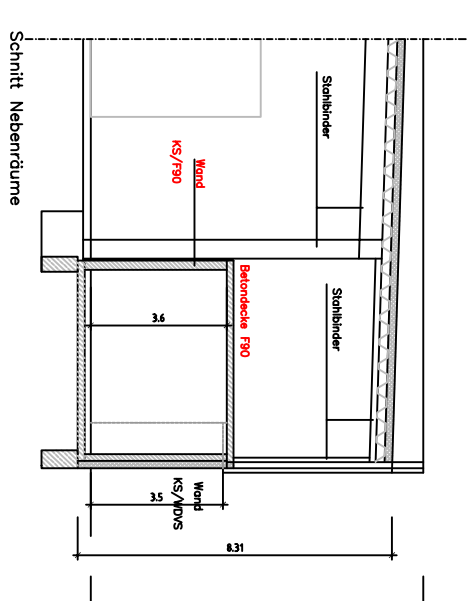 Schnitt Nebenräume
Stahlbinder
Wand
KS/F90
Betondecke F90
Stahlbinder
3.6
Wand
KS/WDVS
3.5
8.31